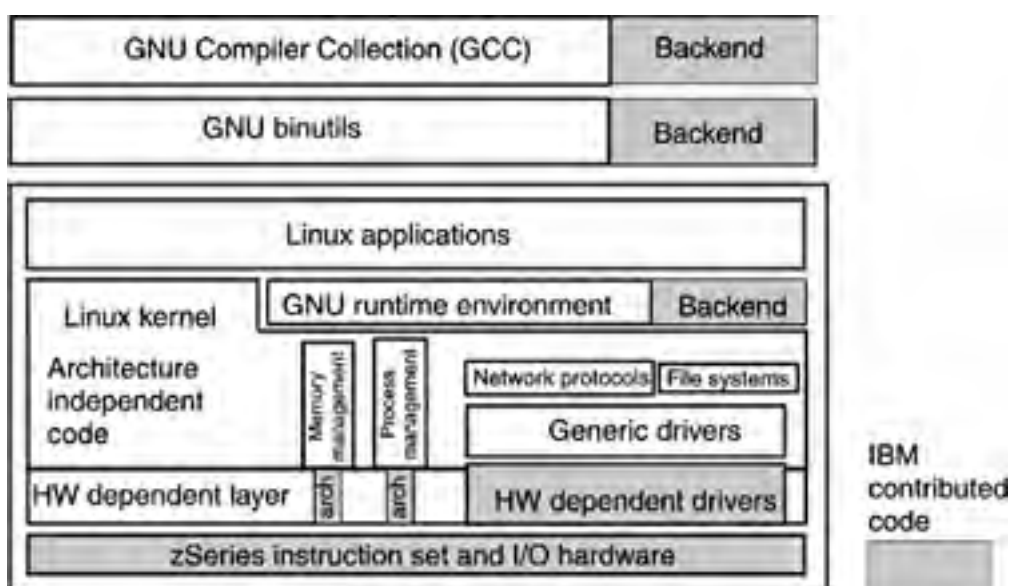 GNU Compiler Collection (GCC)
Backend
GNU binutils
Backend
Linux applications
Linux kernel
GNU runtime environment
Backend
Architecture
independent
code
Memory
management
Process
management
Network protocols
File systems
Generic drivers
HW dependent layer
arch
arch
HW dependent drivers
zSeries instruction set and I/O hardware
IBM
contributed
code